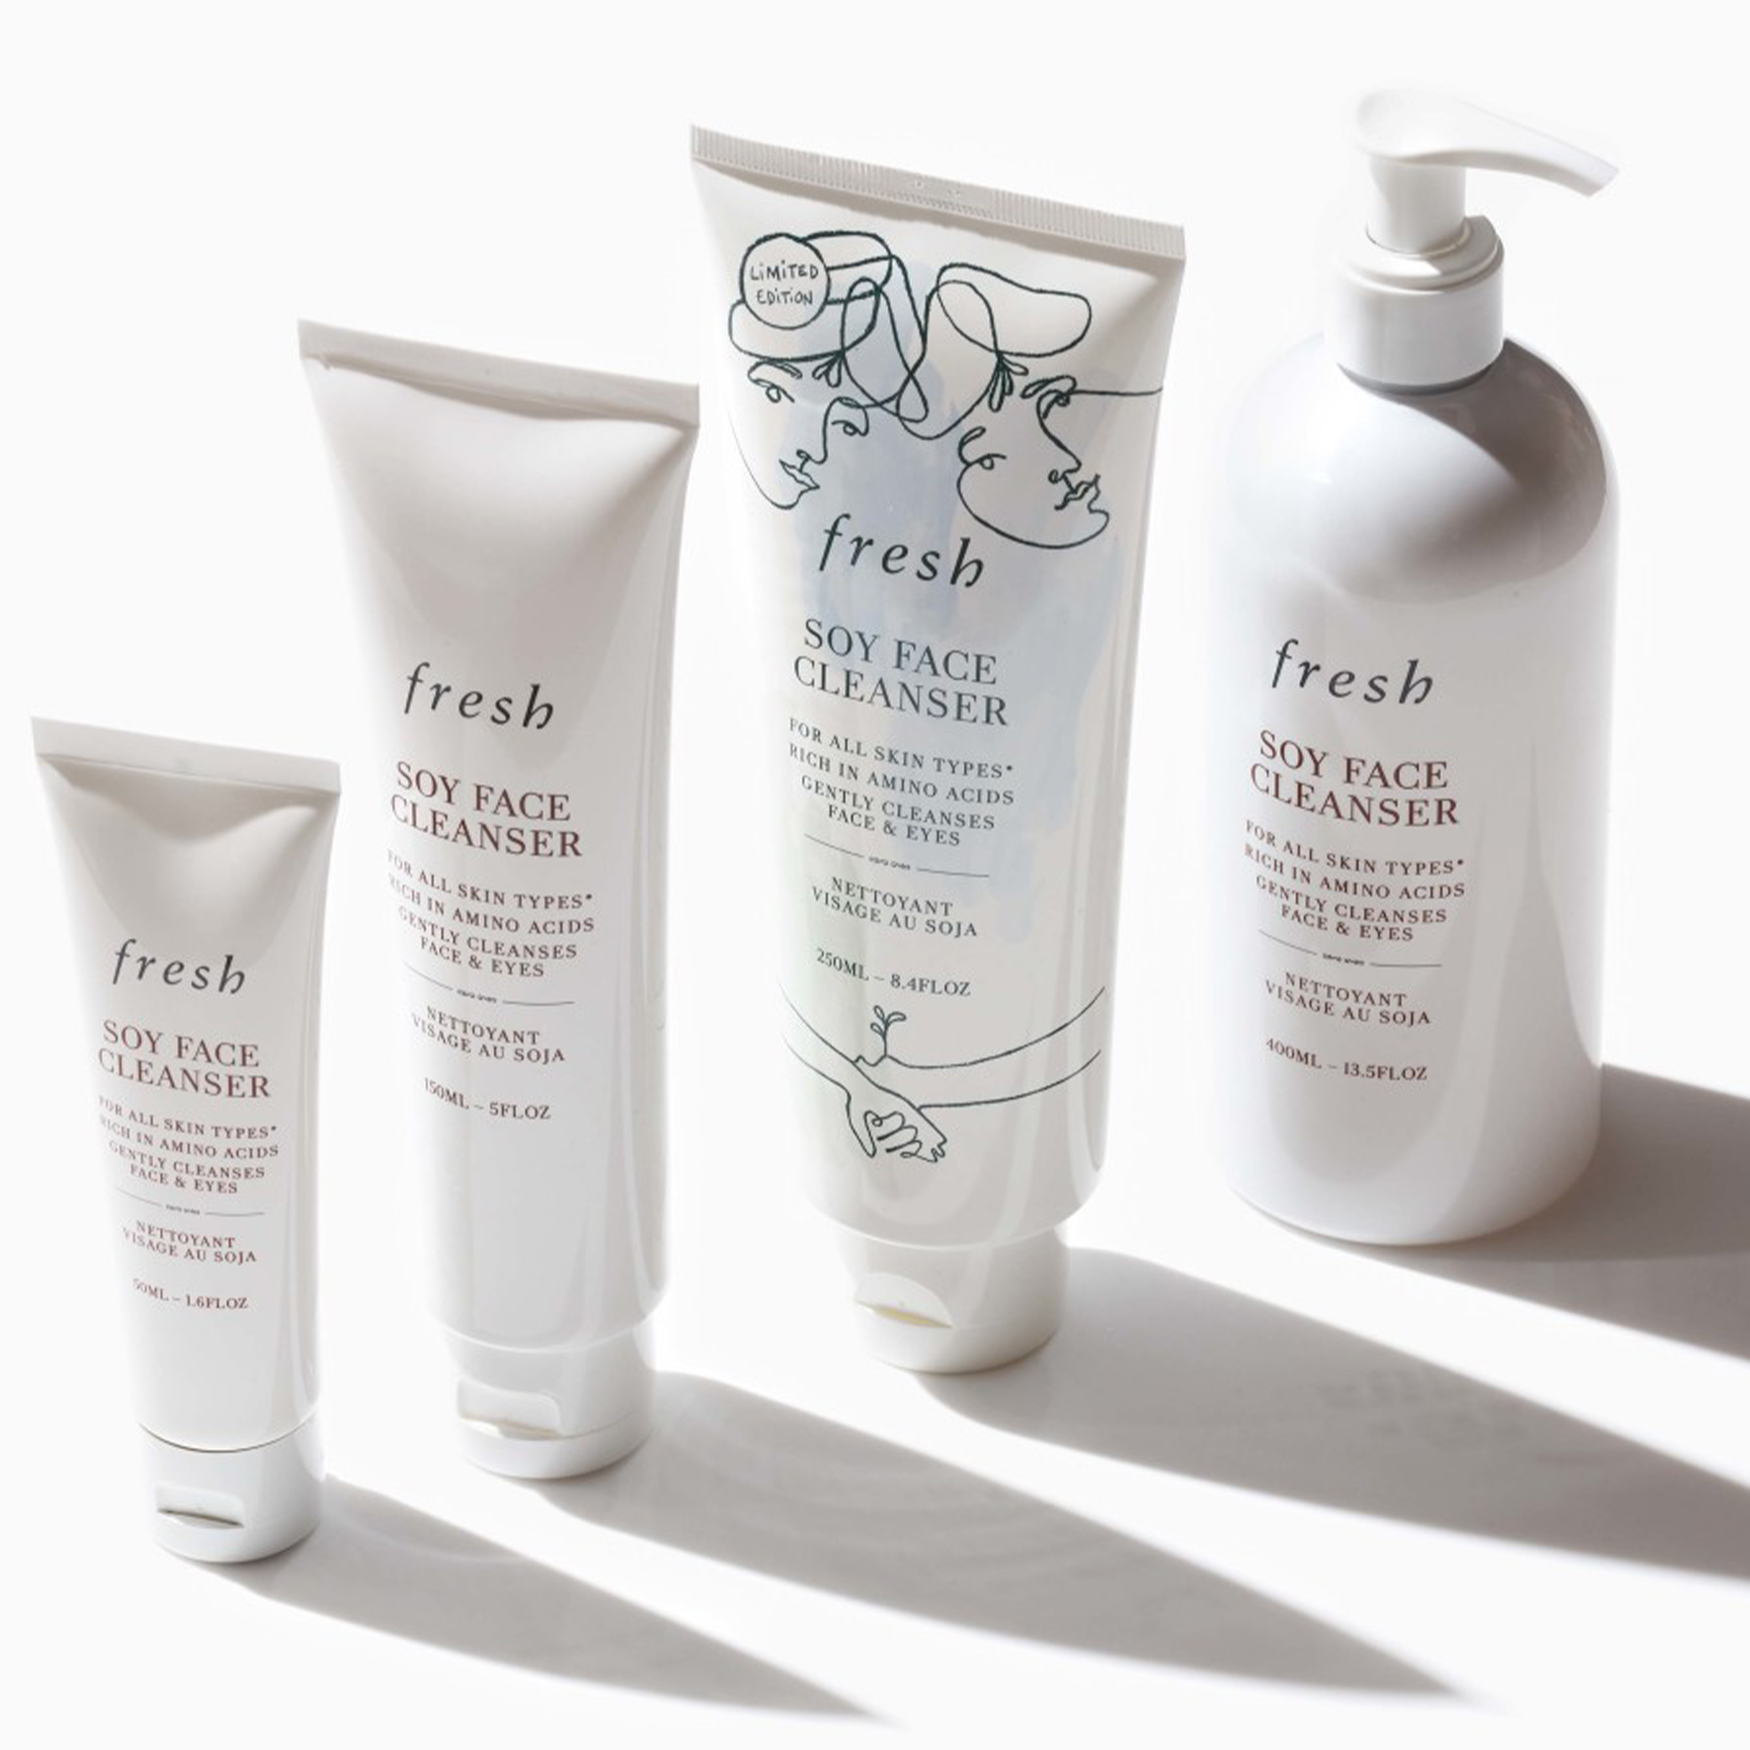 fresh
SOY FACE
CLEANSER
FOR ALL SKIN TYPES*
RICH IN AMINO ACIDS
GENTLY CLEANSES
FACE & EYES
NETTOYANT
VISAGE AU SOJA
50ML – 1.6FLOZ
fresh
SOY FACE
CLEANSER
FOR ALL SKIN TYPES*
RICH IN AMINO ACIDS
GENTLY CLEANSES
FACE & EYES
NETTOYANT
VISAGE AU SOJA
150ML – 5FLOZ
LIMITED
EDITION
fresh
SOY FACE
CLEANSER
FOR ALL SKIN TYPES*
RICH IN AMINO ACIDS
GENTLY CLEANSES
FACE & EYES
NETTOYANT
VISAGE AU SOJA
250ML – 8.4FLOZ
fresh
SOY FACE
CLEANSER
FOR ALL SKIN TYPES*
RICH IN AMINO ACIDS
GENTLY CLEANSES
FACE & EYES
NETTOYANT
VISAGE AU SOJA
400ML – 13.5FLOZ